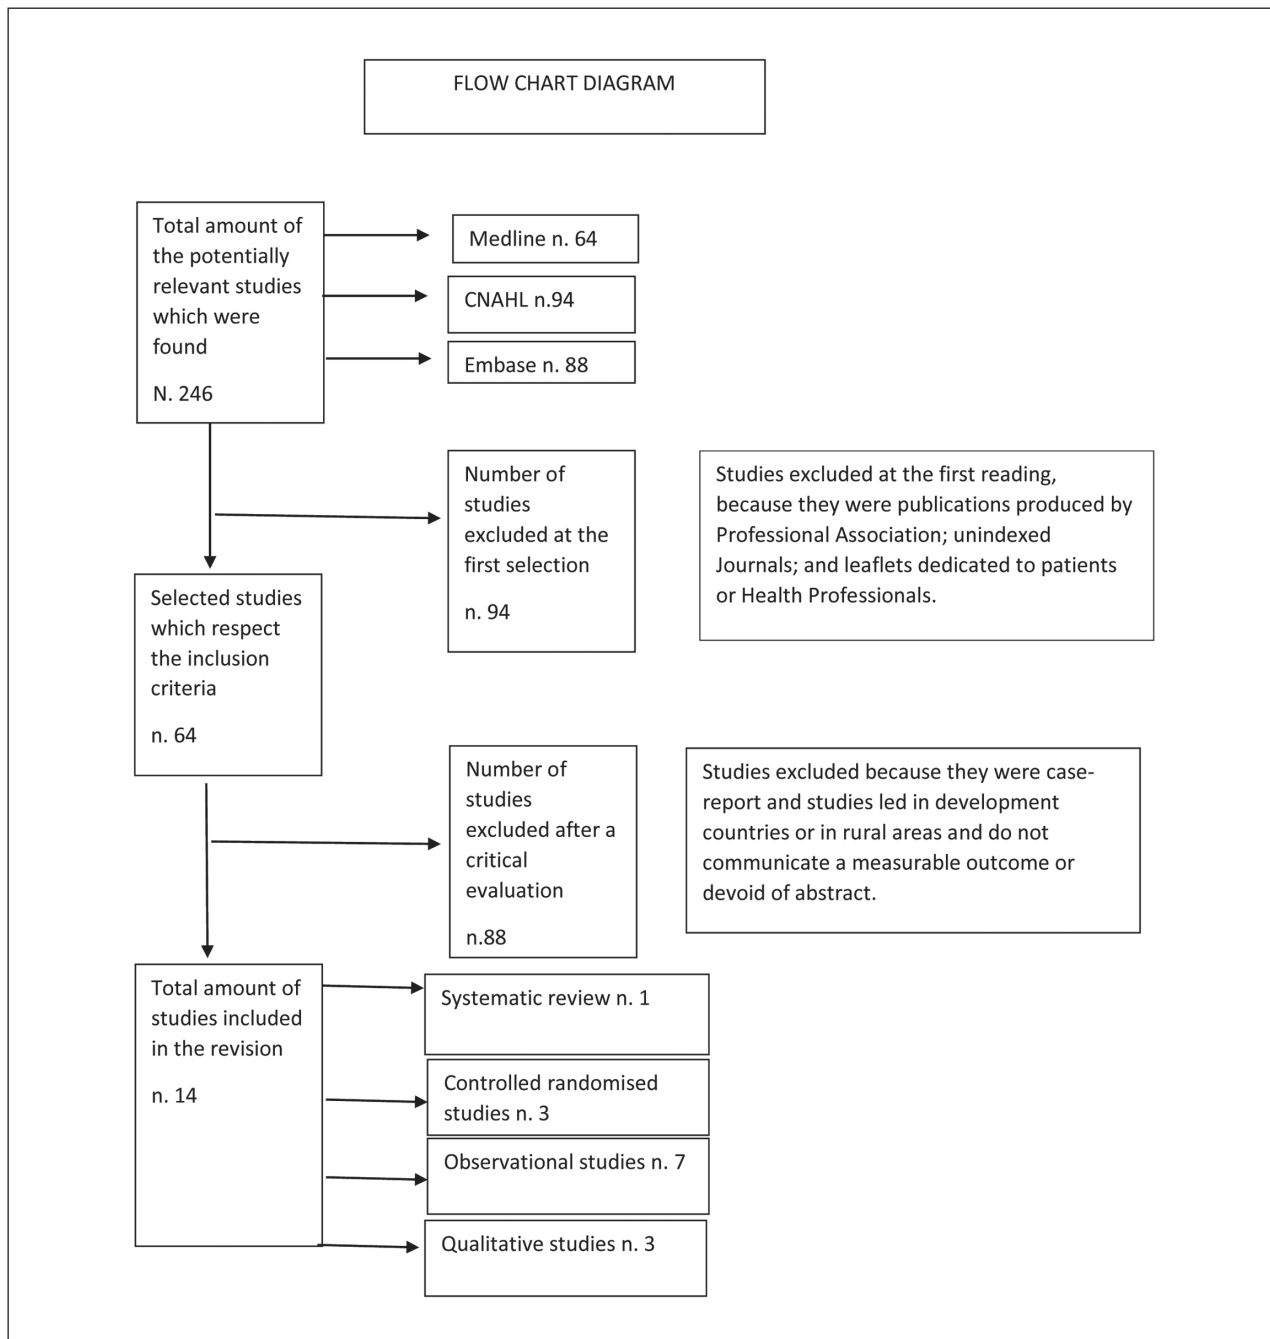 FLOW CHART DIAGRAM
Total amount of
the potentially
relevant studies
which were
found
N. 246
Medline n. 64
CNAHL n.94
Embase n. 88
Number of
studies
excluded at the
first selection
n. 94
Studies excluded at the first reading,
because they were publications produced by
Professional Association; unindexed
Journals; and leaflets dedicated to patients
or Health Professionals.
Selected studies
which respect
the inclusion
criteria
n. 64
Number of
studies
excluded after a
critical
evaluation
n.88
Studies excluded because they were case-
report and studies led in development
countries or in rural areas and do not
communicate a measurable outcome or
devoid of abstract.
Total amount of
studies included
in the revision
n. 14
Systematic review n. 1
Controlled randomised
studies n. 3
Observational studies n. 7
Qualitative studies n. 3